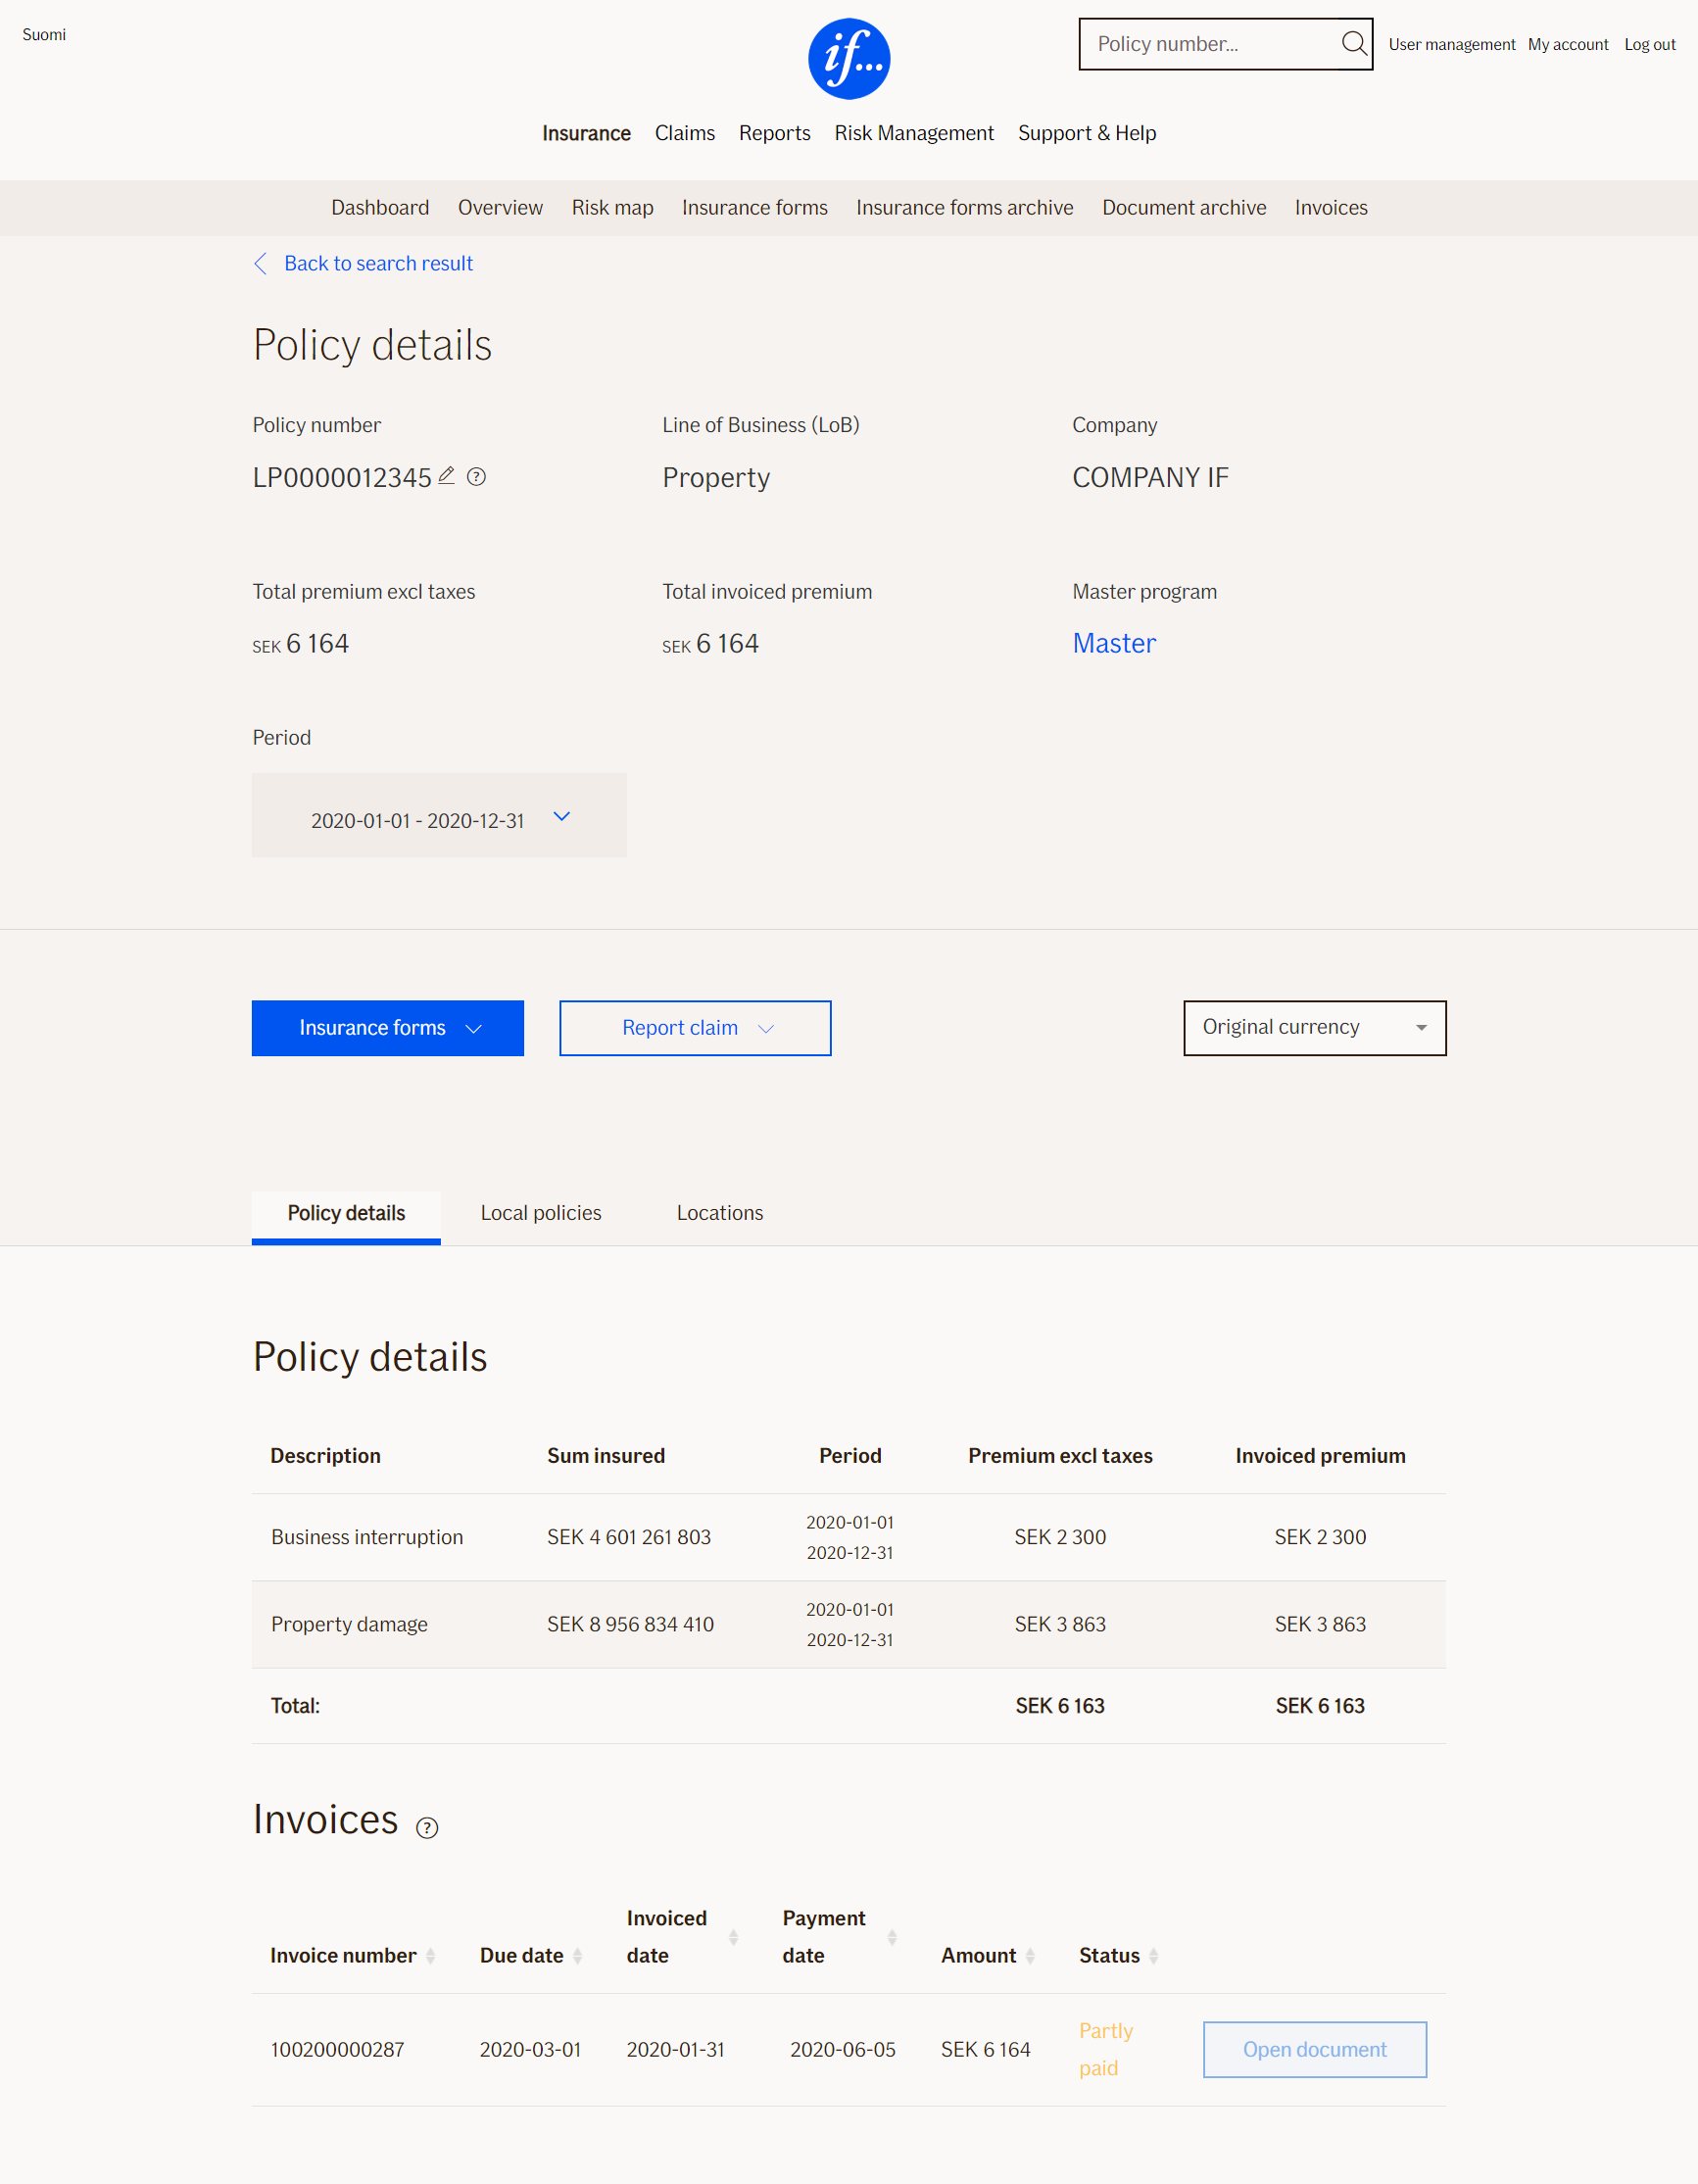 Suomi
if...
Policy number...
User management My account Log out
Insurance Claims Reports Risk Management Support & Help
Dashboard Overview Risk map Insurance forms Insurance forms archive Document archive Invoices
Back to search result
Policy details
Policy number Line of Business (LoB) Company
LP0000012345 ? Property COMPANY IF
Total premium excl taxes Total invoiced premium Master program
SEK 6 164 SEK 6 164 Master
Period
2020-01-01 - 2020-12-31
Insurance forms Report claim Original currency
Policy details Local policies Locations
Policy details
Description Sum insured Period Premium excl taxes Invoiced premium
Business interruption SEK 4 601 261 803 2020-01-01 2020-12-31 SEK 2 300 SEK 2 300
Property damage SEK 8 956 834 410 2020-01-01 2020-12-31 SEK 3 863 SEK 3 863
Total: SEK 6 163 SEK 6 163
Invoices ?
Invoice number Due date Invoiced date Payment date Amount Status
100200000287 2020-03-01 2020-01-31 2020-06-05 SEK 6 164 Partly paid Open document